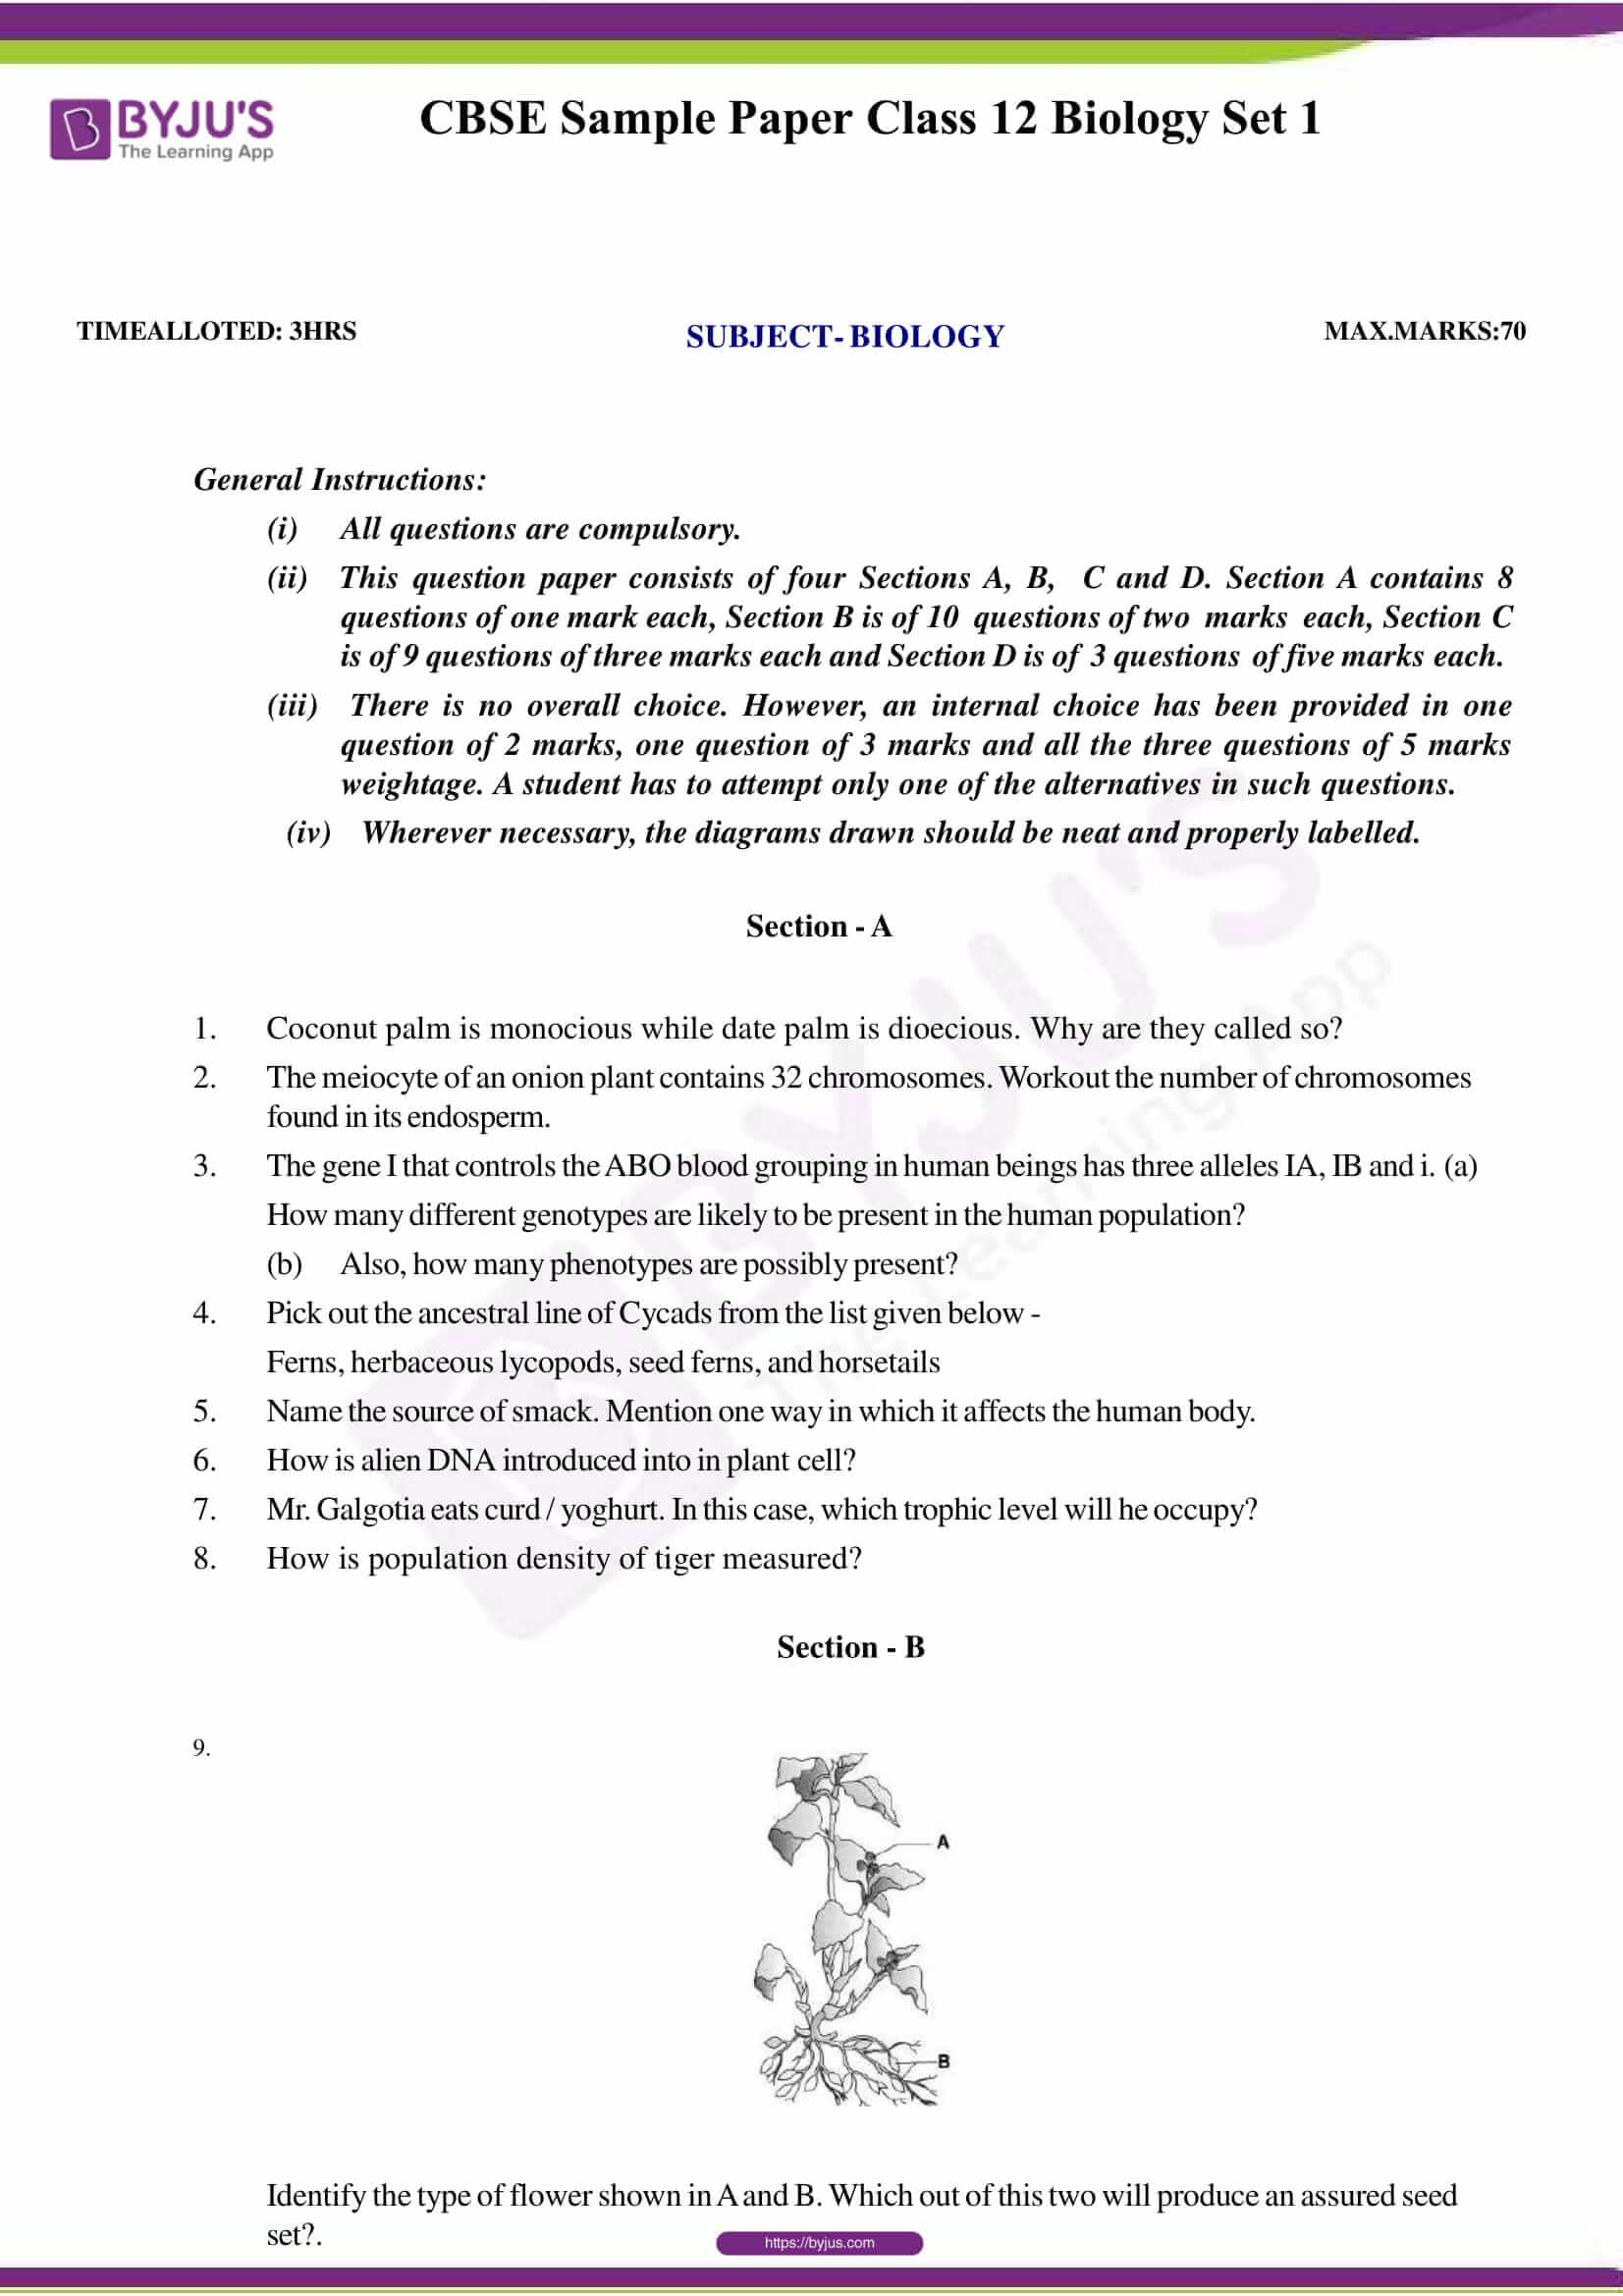 BYJU'S
The Learning App
CBSE Sample Paper Class 12 Biology Set 1
TIMEALLOTED: 3HRS
SUBJECT- BIOLOGY
MAX.MARKS:70
General Instructions:
(i) All questions are compulsory.
(ii) This question paper consists of four Sections A, B, C and D. Section A contains 8
questions of one mark each, Section B is of 10 questions of two marks each, Section C
is of 9 questions of three marks each and Section D is of 3 questions of five marks each.
(iii) There is no overall choice. However, an internal choice has been provided in one
question of 2 marks, one question of 3 marks and all the three questions of 5 marks
weightage. A student has to attempt only one of the alternatives in such questions.
(iv) Wherever necessary, the diagrams drawn should be neat and properly labelled.
Section - A
1. Coconut palm is monocious while date palm is dioecious. Why are they called so?
2. The meiocyte of an onion plant contains 32 chromosomes. Workout the number of chromosomes
found in its endosperm.
3. The gene I that controls the ABO blood grouping in human beings has three alleles IA, IB and i. (a)
How many different genotypes are likely to be present in the human population?
(b) Also, how many phenotypes are possibly present?
4. Pick out the ancestral line of Cycads from the list given below -
Ferns, herbaceous lycopods, seed ferns, and horsetails
5. Name the source of smack. Mention one way in which it affects the human body.
6. How is alien DNA introduced into in plant cell?
7. Mr. Galgotia eats curd / yoghurt. In this case, which trophic level will he occupy?
8. How is population density of tiger measured?
Section - B
9.
A
B
Identify the type of flower shown in A and B. Which out of this two will produce an assured seed
set?.
https://byjus.com
BYJU'S
The Learning App